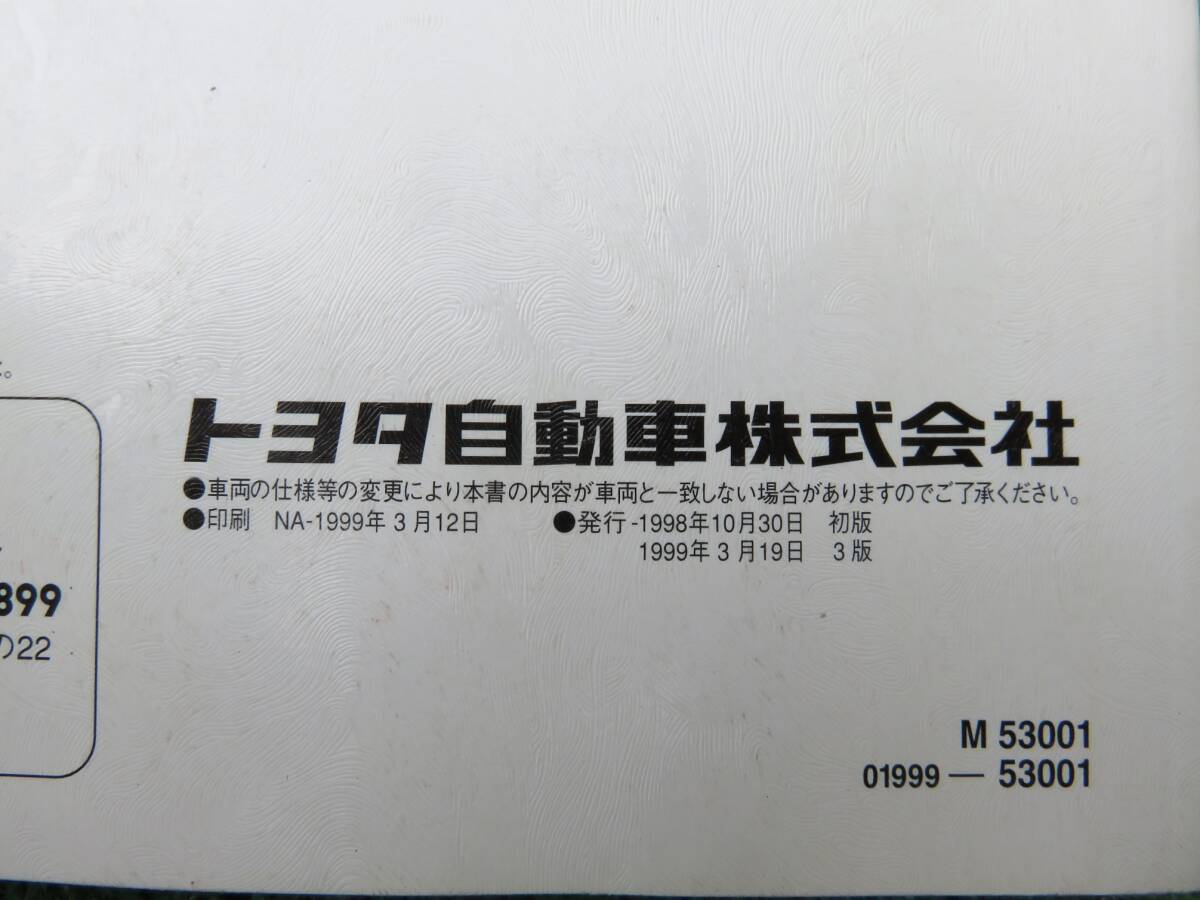 。
トヨタ自動車株式会社
●車両の仕様等の変更により本書の内容が車両と一致しない場合がありますのでご了承ください。
●印刷 NA-1999年3月12日 ●発行-1998年10月30日 初版
1999年3月19日 3版
899
の22
M 53001
01999 — 53001